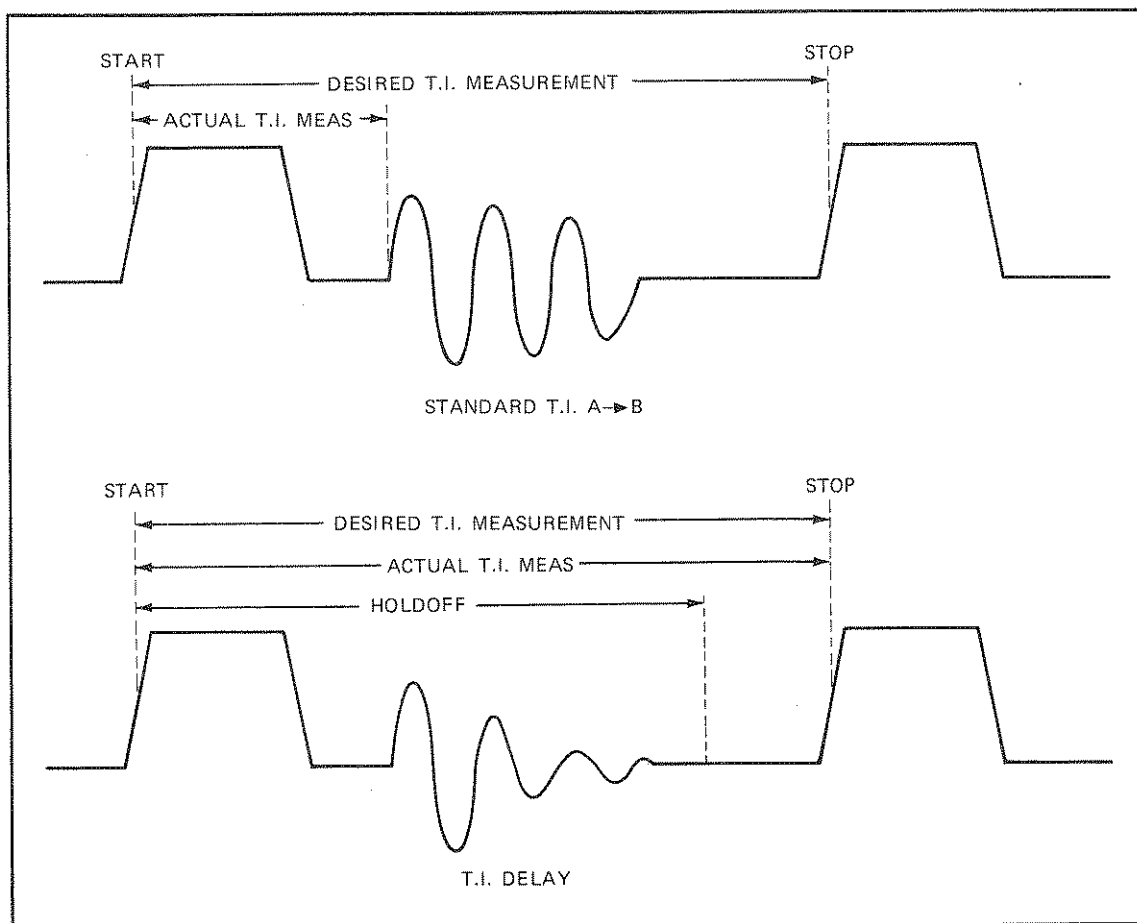 START
STOP
DESIRED T.I. MEASUREMENT
ACTUAL T.I. MEAS
STANDARD T.I. A→B
START
STOP
DESIRED T.I. MEASUREMENT
ACTUAL T.I. MEAS
HOLDOFF
T.I. DELAY